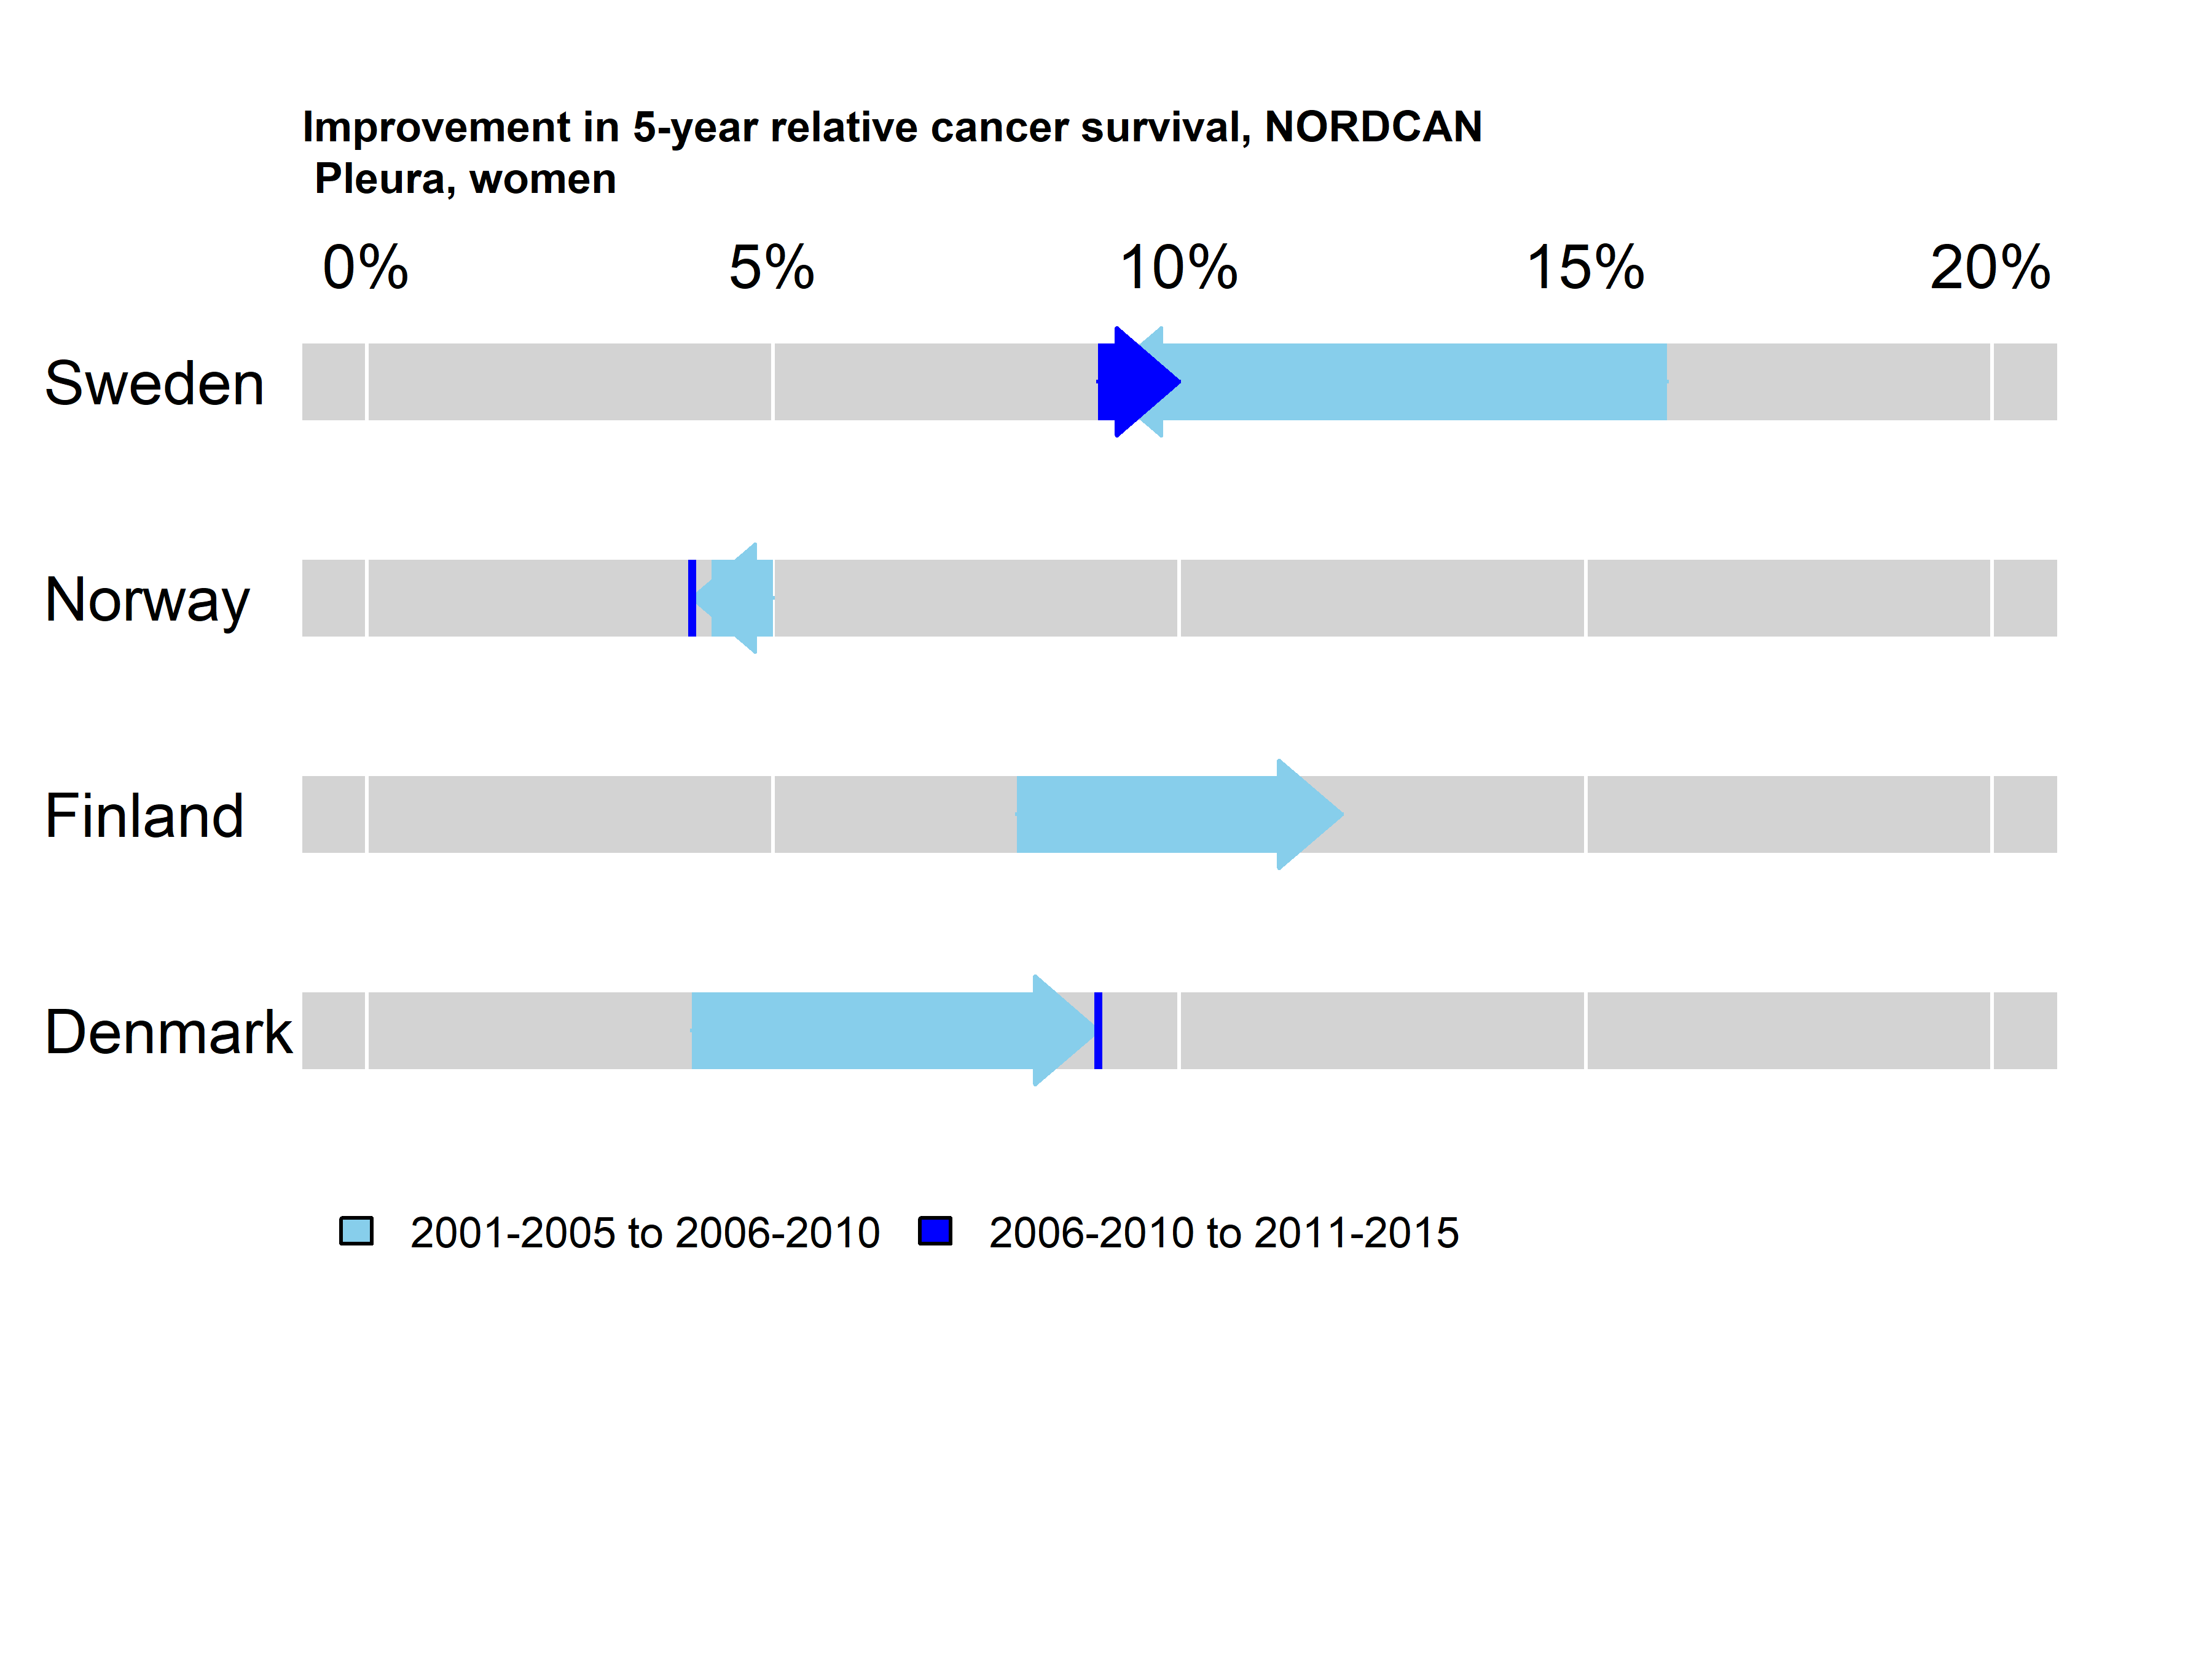 Improvement in 5-year relative cancer survival, NORDCAN
Pleura, women
0% 5% 10% 15% 20%
Sweden
Norway
Finland
Denmark
2001-2005 to 2006-2010 2006-2010 to 2011-2015